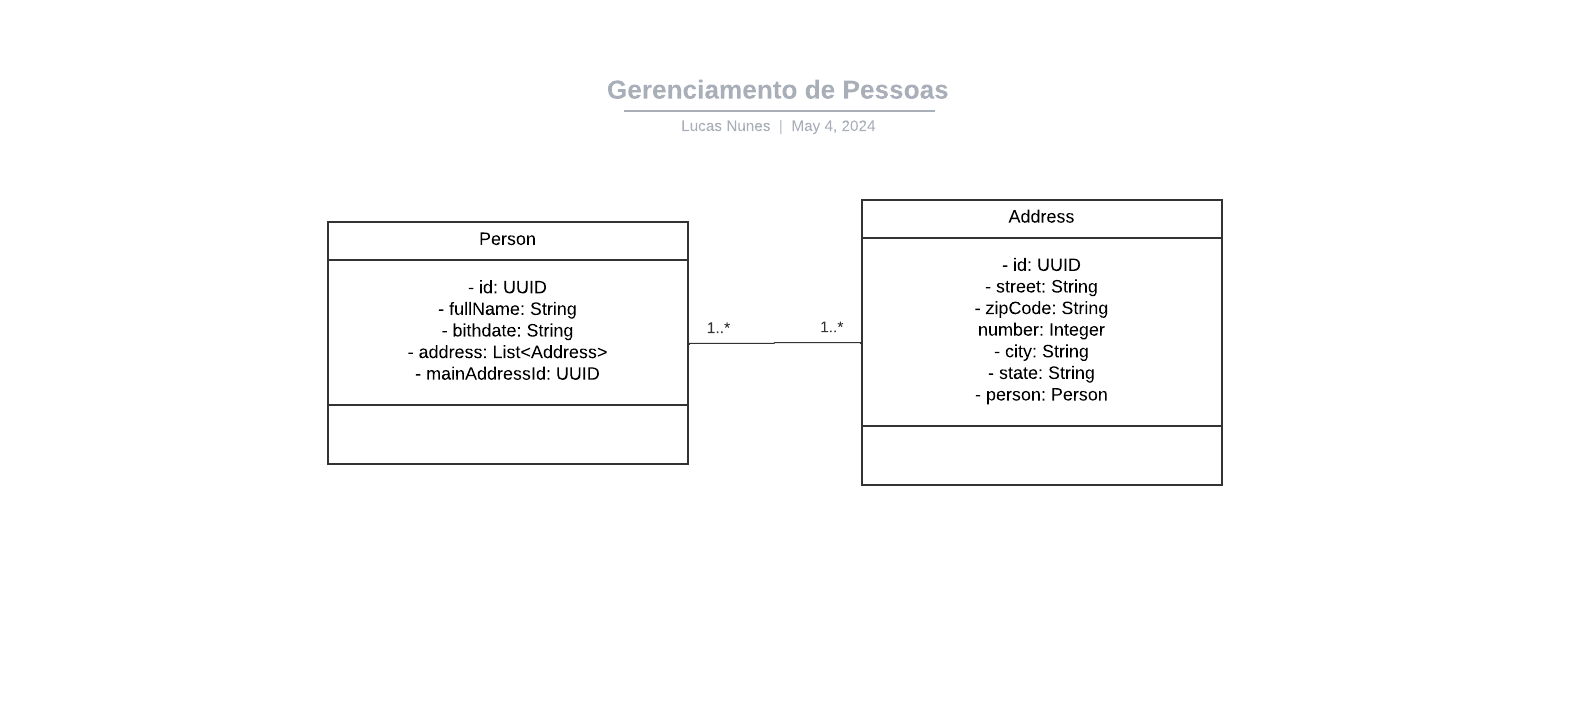 Gerenciamento de Pessoas
Lucas Nunes | May 4, 2024
Person
- id: UUID
- fullName: String
- bithdate: String
- address: List<Address>
- mainAddressId: UUID
1..*
1..*
Address
- id: UUID
- street: String
- zipCode: String
number: Integer
- city: String
- state: String
- person: Person